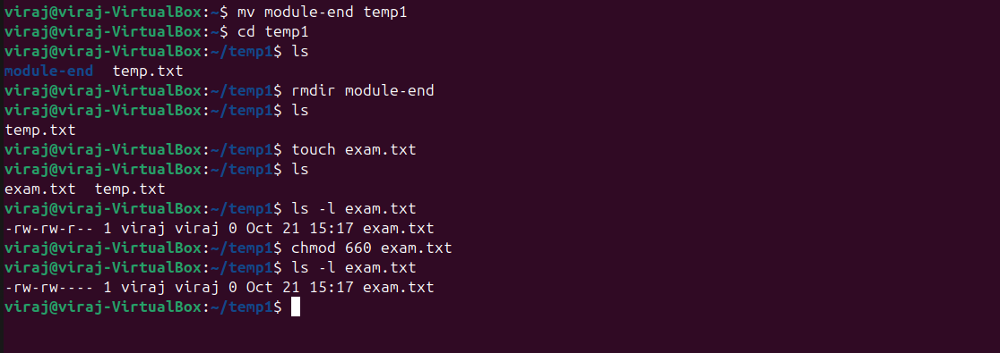 viraj@viraj-VirtualBox:~$ mv module-end temp1
viraj@viraj-VirtualBox:~$ cd temp1
viraj@viraj-VirtualBox:~/temp1$ ls
module-end  temp.txt
viraj@viraj-VirtualBox:~/temp1$ rmdir module-end
viraj@viraj-VirtualBox:~/temp1$ ls
temp.txt
viraj@viraj-VirtualBox:~/temp1$ touch exam.txt
viraj@viraj-VirtualBox:~/temp1$ ls
exam.txt  temp.txt
viraj@viraj-VirtualBox:~/temp1$ ls -l exam.txt
-rw-rw-r-- 1 viraj viraj 0 Oct 21 15:17 exam.txt
viraj@viraj-VirtualBox:~/temp1$ chmod 660 exam.txt
viraj@viraj-VirtualBox:~/temp1$ ls -l exam.txt
-rw-rw---- 1 viraj viraj 0 Oct 21 15:17 exam.txt
viraj@viraj-VirtualBox:~/temp1$